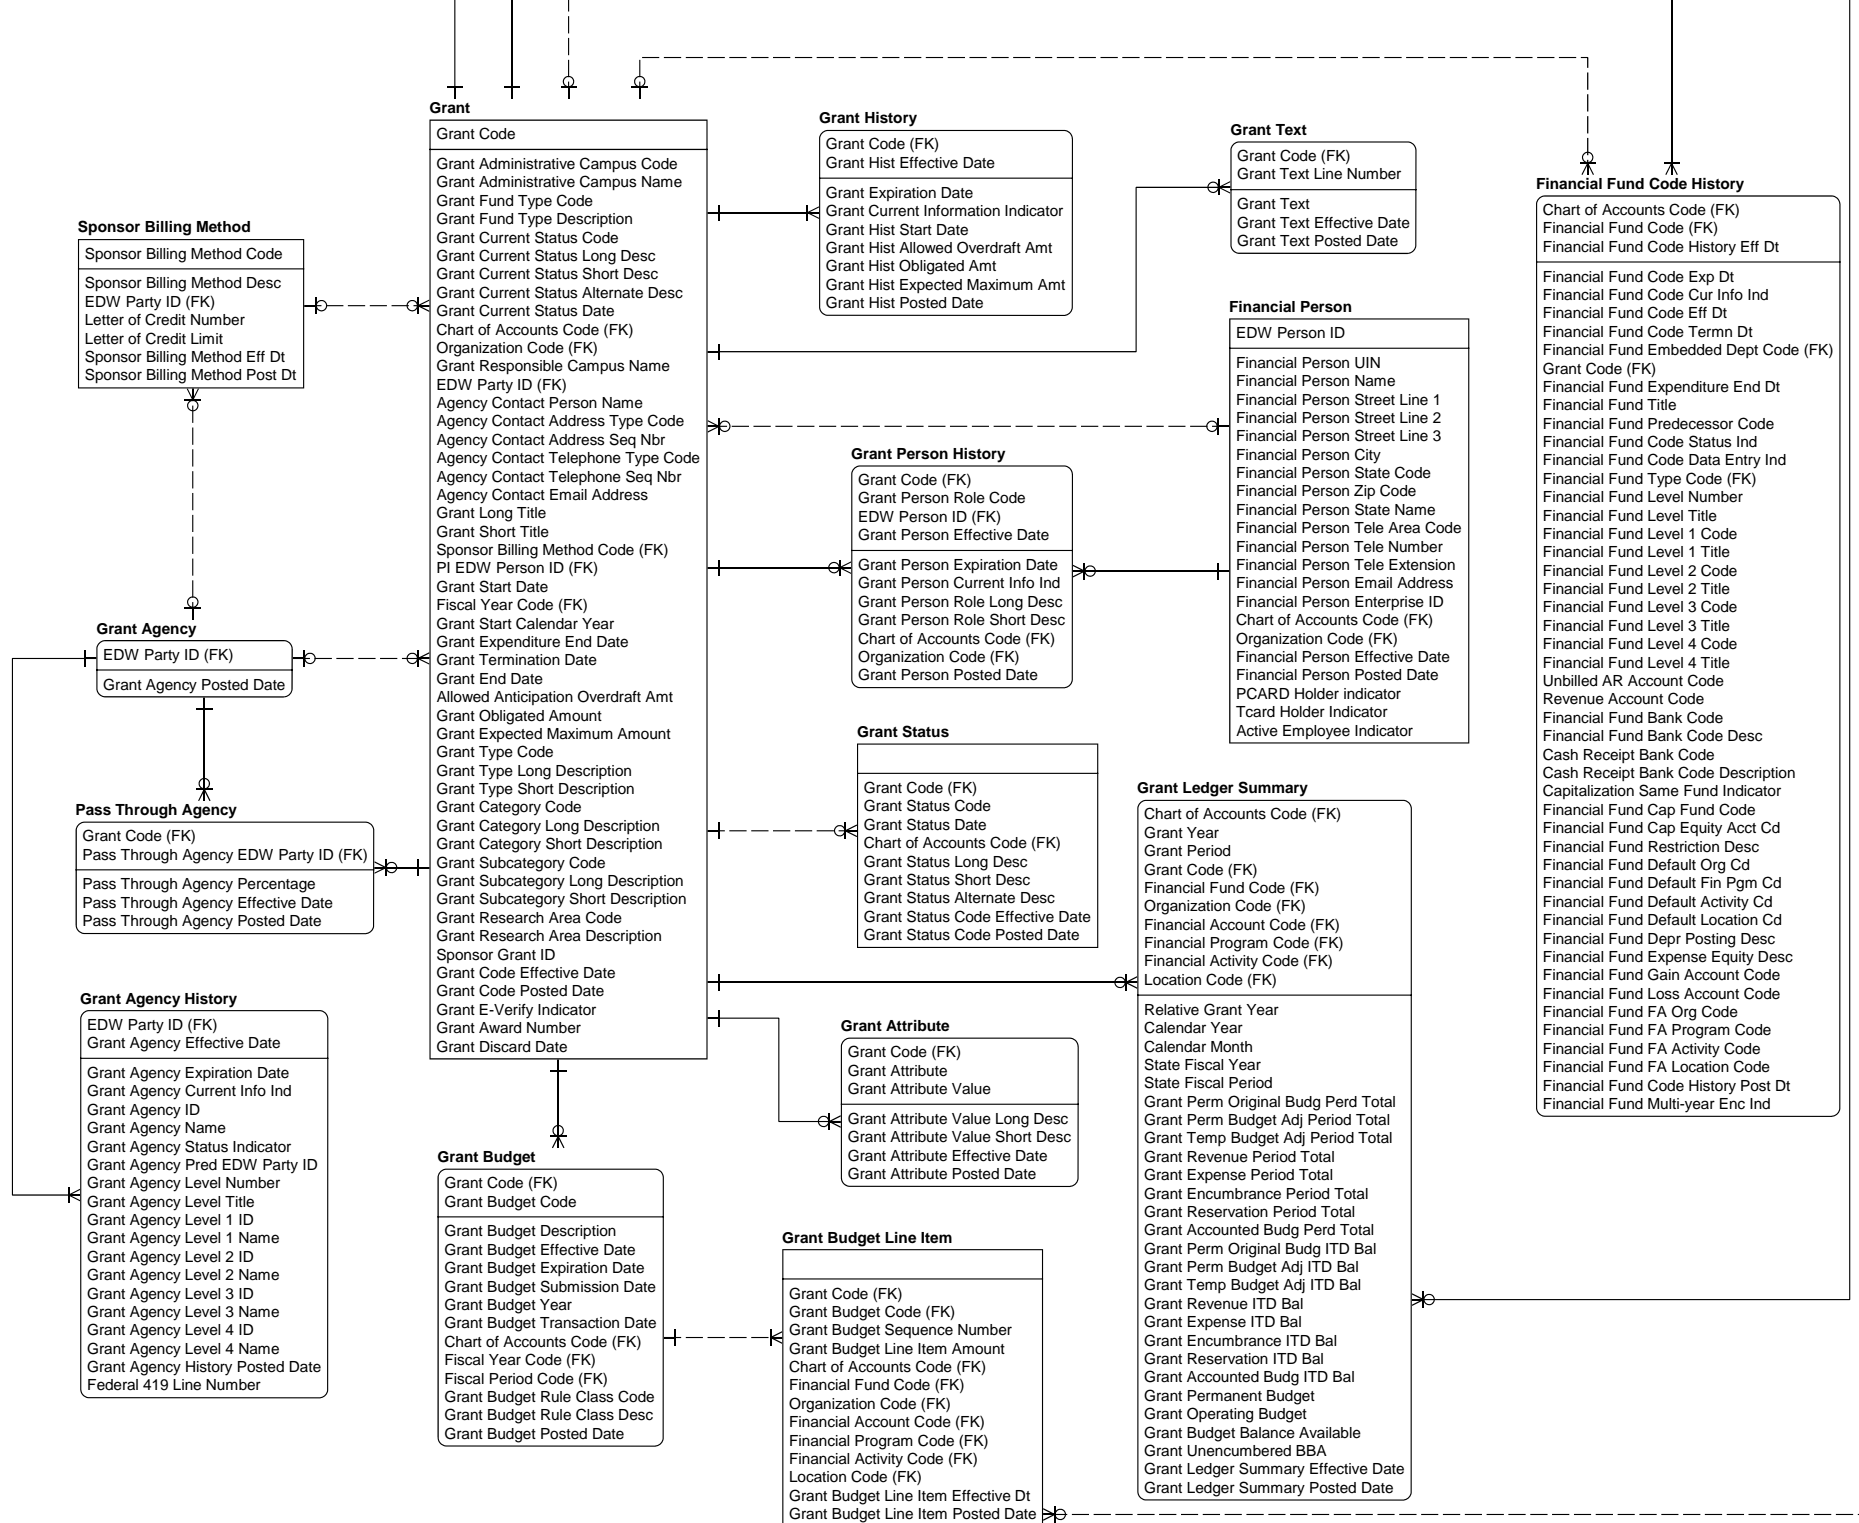 Grant
Grant Code
Grant Administrative Campus Code
Grant Administrative Campus Name
Grant Fund Type Code
Grant Fund Type Description
Grant Current Status Code
Grant Current Status Long Desc
Grant Current Status Short Desc
Grant Current Status Alternate Desc
Grant Current Status Date
Chart of Accounts Code (FK)
Organization Code (FK)
Grant Responsible Campus Name
EDW Party ID (FK)
Agency Contact Person Name
Agency Contact Address Type Code
Agency Contact Address Seq Nbr
Agency Contact Telephone Type Code
Agency Contact Telephone Seq Nbr
Agency Contact Email Address
Grant Long Title
Grant Short Title
Sponsor Billing Method Code (FK)
PI EDW Person ID (FK)
Grant Start Date
Fiscal Year Code (FK)
Grant Start Calendar Year
Grant Expenditure End Date
Grant Termination Date
Grant End Date
Allowed Anticipation Overdraft Amt
Grant Obligated Amount
Grant Expected Maximum Amount
Grant Type Code
Grant Type Long Description
Grant Type Short Description
Grant Category Code
Grant Category Long Description
Grant Category Short Description
Grant Subcategory Code
Grant Subcategory Long Description
Grant Subcategory Short Description
Grant Research Area Code
Grant Research Area Description
Sponsor Grant ID
Grant Code Effective Date
Grant Code Posted Date
Grant E-Verify Indicator
Grant Award Number
Grant Discard Date
Grant History
Grant Code (FK)
Grant Hist Effective Date
Grant Expiration Date
Grant Current Information Indicator
Grant Hist Start Date
Grant Hist Allowed Overdraft Amt
Grant Hist Obligated Amt
Grant Hist Expected Maximum Amt
Grant Hist Posted Date
Grant Text
Grant Code (FK)
Grant Text Line Number
Grant Text
Grant Text Effective Date
Grant Text Posted Date
Financial Fund Code History
Chart of Accounts Code (FK)
Financial Fund Code (FK)
Financial Fund Code History Eff Dt
Financial Fund Code Exp Dt
Financial Fund Code Cur Info Ind
Financial Fund Code Eff Dt
Financial Fund Code Termn Dt
Financial Fund Embedded Dept Code (FK)
Grant Code (FK)
Financial Fund Expenditure End Dt
Financial Fund Title
Financial Fund Predecessor Code
Financial Fund Code Status Ind
Financial Fund Code Data Entry Ind
Financial Fund Type Code (FK)
Financial Fund Level Number
Financial Fund Level Title
Financial Fund Level 1 Code
Financial Fund Level 1 Title
Financial Fund Level 2 Code
Financial Fund Level 2 Title
Financial Fund Level 3 Code
Financial Fund Level 3 Title
Financial Fund Level 4 Code
Financial Fund Level 4 Title
Unbilled AR Account Code
Revenue Account Code
Financial Fund Bank Code
Financial Fund Bank Code Desc
Cash Receipt Bank Code
Cash Receipt Bank Code Description
Capitalization Same Fund Indicator
Financial Fund Cap Fund Code
Financial Fund Cap Equity Acct Cd
Financial Fund Restriction Desc
Financial Fund Default Org Cd
Financial Fund Default Fin Pgm Cd
Financial Fund Default Activity Cd
Financial Fund Default Location Cd
Financial Fund Depr Posting Desc
Financial Fund Expense Equity Desc
Financial Fund Gain Account Code
Financial Fund Loss Account Code
Financial Fund FA Org Code
Financial Fund FA Program Code
Financial Fund FA Activity Code
Financial Fund FA Location Code
Financial Fund Code History Post Dt
Financial Fund Multi-year Enc Ind
Sponsor Billing Method
Sponsor Billing Method Code
Sponsor Billing Method Desc
EDW Party ID (FK)
Letter of Credit Number
Letter of Credit Limit
Sponsor Billing Method Eff Dt
Sponsor Billing Method Post Dt
Financial Person
EDW Person ID
Financial Person UIN
Financial Person Name
Financial Person Street Line 1
Financial Person Street Line 2
Financial Person Street Line 3
Financial Person City
Financial Person State Code
Financial Person Zip Code
Financial Person State Name
Financial Person Tele Area Code
Financial Person Tele Number
Financial Person Tele Extension
Financial Person Email Address
Financial Person Enterprise ID
Chart of Accounts Code (FK)
Organization Code (FK)
Financial Person Effective Date
Financial Person Posted Date
PCARD Holder indicator
Tcard Holder Indicator
Active Employee Indicator
Grant Person History
Grant Code (FK)
Grant Person Role Code
EDW Person ID (FK)
Grant Person Effective Date
Grant Person Expiration Date
Grant Person Current Info Ind
Grant Person Role Long Desc
Grant Person Role Short Desc
Chart of Accounts Code (FK)
Organization Code (FK)
Grant Person Posted Date
Grant Agency
EDW Party ID (FK)
Grant Agency Posted Date
Grant Status
Grant Code (FK)
Grant Status Code
Grant Status Date
Chart of Accounts Code (FK)
Grant Status Long Desc
Grant Status Short Desc
Grant Status Alternate Desc
Grant Status Code Effective Date
Grant Status Code Posted Date
Pass Through Agency
Grant Code (FK)
Pass Through Agency EDW Party ID (FK)
Pass Through Agency Percentage
Pass Through Agency Effective Date
Pass Through Agency Posted Date
Grant Ledger Summary
Chart of Accounts Code (FK)
Grant Year
Grant Period
Grant Code (FK)
Financial Fund Code (FK)
Organization Code (FK)
Financial Account Code (FK)
Financial Program Code (FK)
Financial Activity Code (FK)
Location Code (FK)
Relative Grant Year
Calendar Year
Calendar Month
State Fiscal Year
State Fiscal Period
Grant Perm Original Budg Perd Total
Grant Perm Budget Adj Period Total
Grant Temp Budget Adj Period Total
Grant Revenue Period Total
Grant Expense Period Total
Grant Encumbrance Period Total
Grant Reservation Period Total
Grant Accounted Budg Perd Total
Grant Perm Original Budg ITD Bal
Grant Perm Budget Adj ITD Bal
Grant Temp Budget Adj ITD Bal
Grant Revenue ITD Bal
Grant Expense ITD Bal
Grant Encumbrance ITD Bal
Grant Reservation ITD Bal
Grant Accounted Budg ITD Bal
Grant Permanent Budget
Grant Operating Budget
Grant Budget Balance Available
Grant Unencumbered BBA
Grant Ledger Summary Effective Date
Grant Ledger Summary Posted Date
Grant Agency History
EDW Party ID (FK)
Grant Agency Effective Date
Grant Agency Expiration Date
Grant Agency Current Info Ind
Grant Agency ID
Grant Agency Name
Grant Agency Status Indicator
Grant Agency Pred EDW Party ID
Grant Agency Level Number
Grant Agency Level Title
Grant Agency Level 1 ID
Grant Agency Level 1 Name
Grant Agency Level 2 ID
Grant Agency Level 2 Name
Grant Agency Level 3 ID
Grant Agency Level 3 Name
Grant Agency Level 4 ID
Grant Agency Level 4 Name
Grant Agency History Posted Date
Federal 419 Line Number
Grant Attribute
Grant Code (FK)
Grant Attribute
Grant Attribute Value
Grant Attribute Value Long Desc
Grant Attribute Value Short Desc
Grant Attribute Effective Date
Grant Attribute Posted Date
Grant Budget
Grant Code (FK)
Grant Budget Code
Grant Budget Description
Grant Budget Effective Date
Grant Budget Expiration Date
Grant Budget Submission Date
Grant Budget Year
Grant Budget Transaction Date
Chart of Accounts Code (FK)
Fiscal Year Code (FK)
Fiscal Period Code (FK)
Grant Budget Rule Class Code
Grant Budget Rule Class Desc
Grant Budget Posted Date
Grant Budget Line Item
Grant Code (FK)
Grant Budget Code (FK)
Grant Budget Sequence Number
Grant Budget Line Item Amount
Chart of Accounts Code (FK)
Financial Fund Code (FK)
Organization Code (FK)
Financial Account Code (FK)
Financial Program Code (FK)
Financial Activity Code (FK)
Location Code (FK)
Grant Budget Line Item Effective Dt
Grant Budget Line Item Posted Date